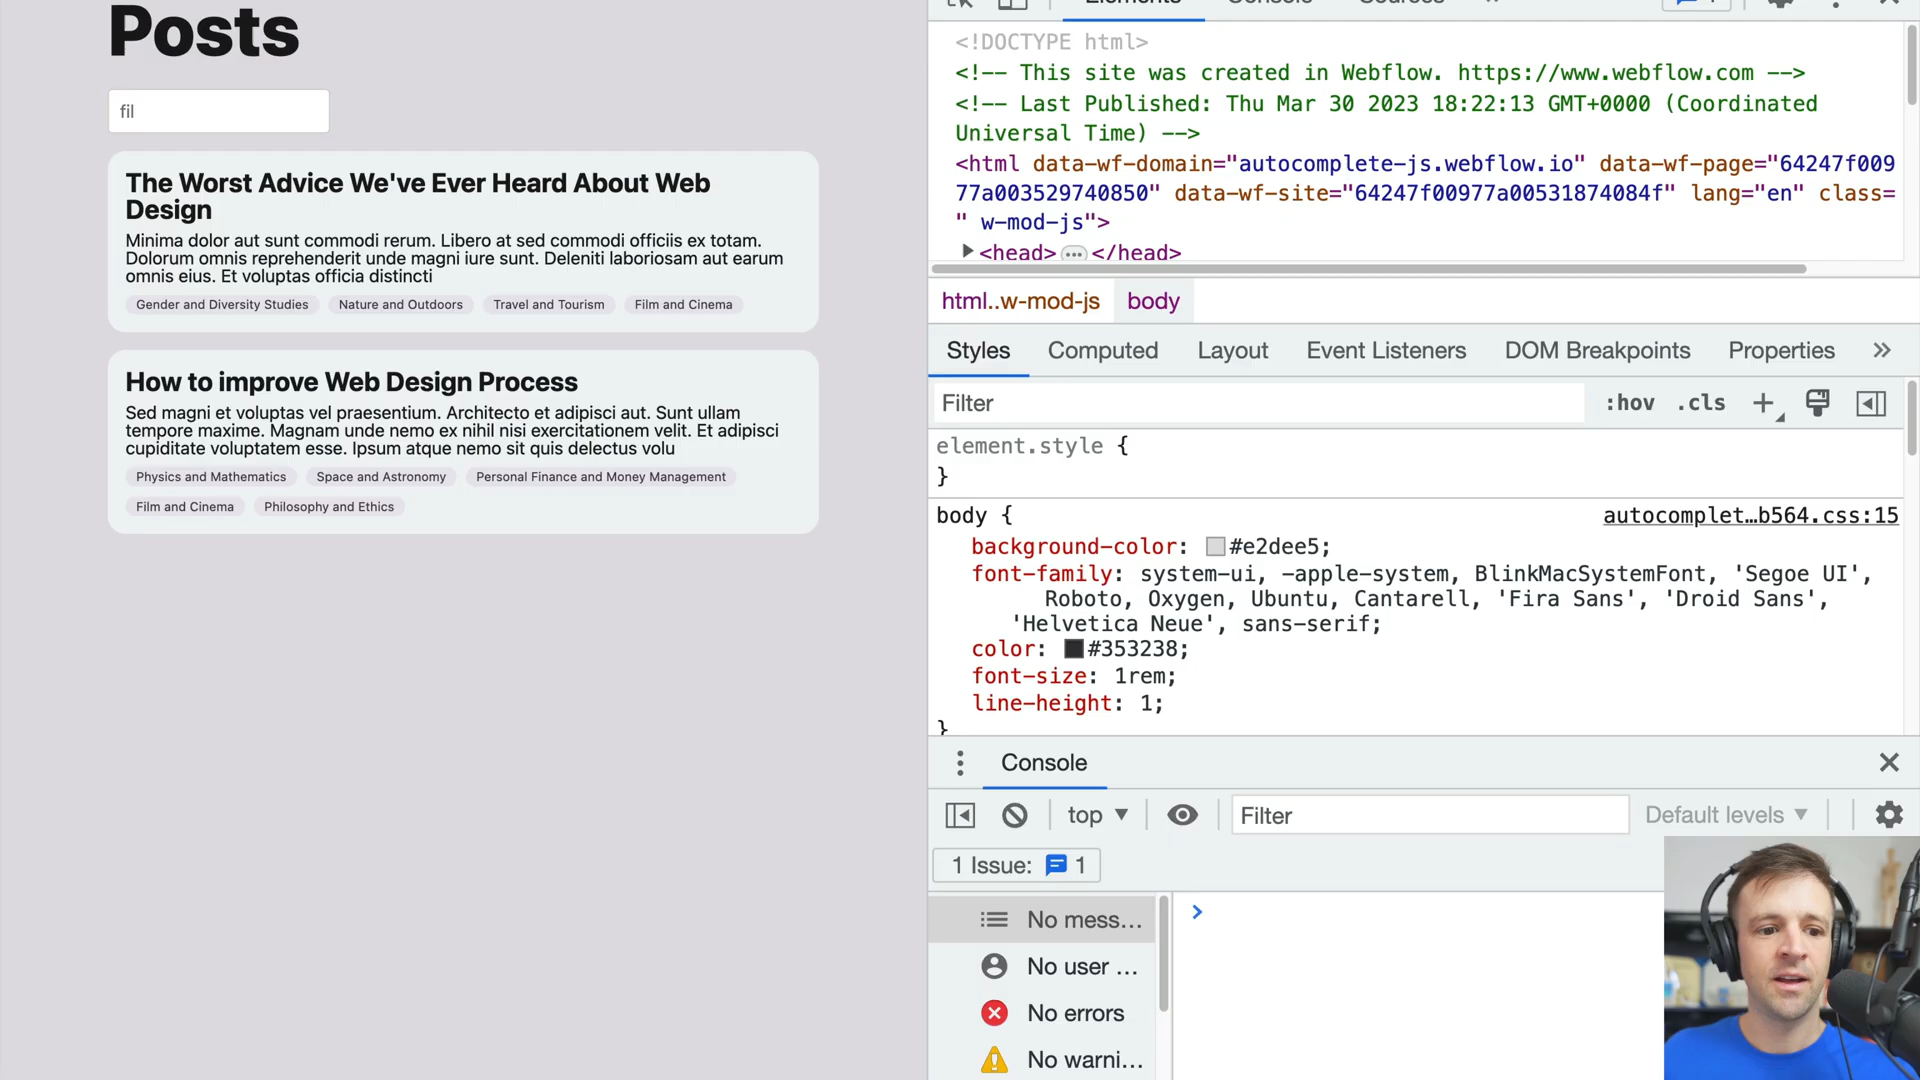 Posts
fil
The Worst Advice We've Ever Heard About Web
Design
Minima dolor aut sunt commodi rerum. Libero at sed commodi officiis ex totam.
Dolorum omnis reprehenderit unde magni iure sunt. Deleniti laboriosam aut earum
omnis eius. Et voluptas officia distincti
Gender and Diversity Studies Nature and Outdoors Travel and Tourism Film and Cinema
How to improve Web Design Process
Sed magni et voluptas vel praesentium. Architecto et adipisci aut. Sunt ullam
tempore maxime. Magnam unde nemo ex nihil nisi exercitationem velit. Et adipisci
cupiditate voluptatem esse. Ipsum atque nemo sit quis delectus volu
Physics and Mathematics Space and Astronomy Personal Finance and Money Management
Film and Cinema Philosophy and Ethics
Elements Console Sources
<!DOCTYPE html>
<!-- This site was created in Webflow. https://www.webflow.com -->
<!-- Last Published: Thu Mar 30 2023 18:22:13 GMT+0000 (Coordinated
Universal Time) -->
<html data-wf-domain="autocomplete-js.webflow.io" data-wf-page="64247f009
77a003529740850" data-wf-site="64247f00977a00531874084f" lang="en" class=
" w-mod-js">
<head> … </head>
html..w-mod-js body
Styles Computed Layout Event Listeners DOM Breakpoints Properties »
Filter :hov .cls +
element.style {
}
body { autocomplet…b564.css:15
background-color: #e2dee5;
font-family: system-ui, -apple-system, BlinkMacSystemFont, 'Segoe UI',
Roboto, Oxygen, Ubuntu, Cantarell, 'Fira Sans', 'Droid Sans',
'Helvetica Neue', sans-serif;
color: #353238;
font-size: 1rem;
line-height: 1;
}
Console
top Filter Default levels
1 Issue: 1
No mess…
No user …
No errors
No warni…